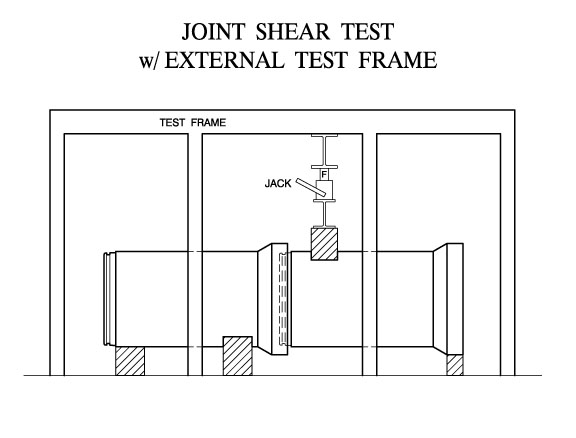 JOINT SHEAR TEST
w/ EXTERNAL TEST FRAME
TEST FRAME
F
JACK